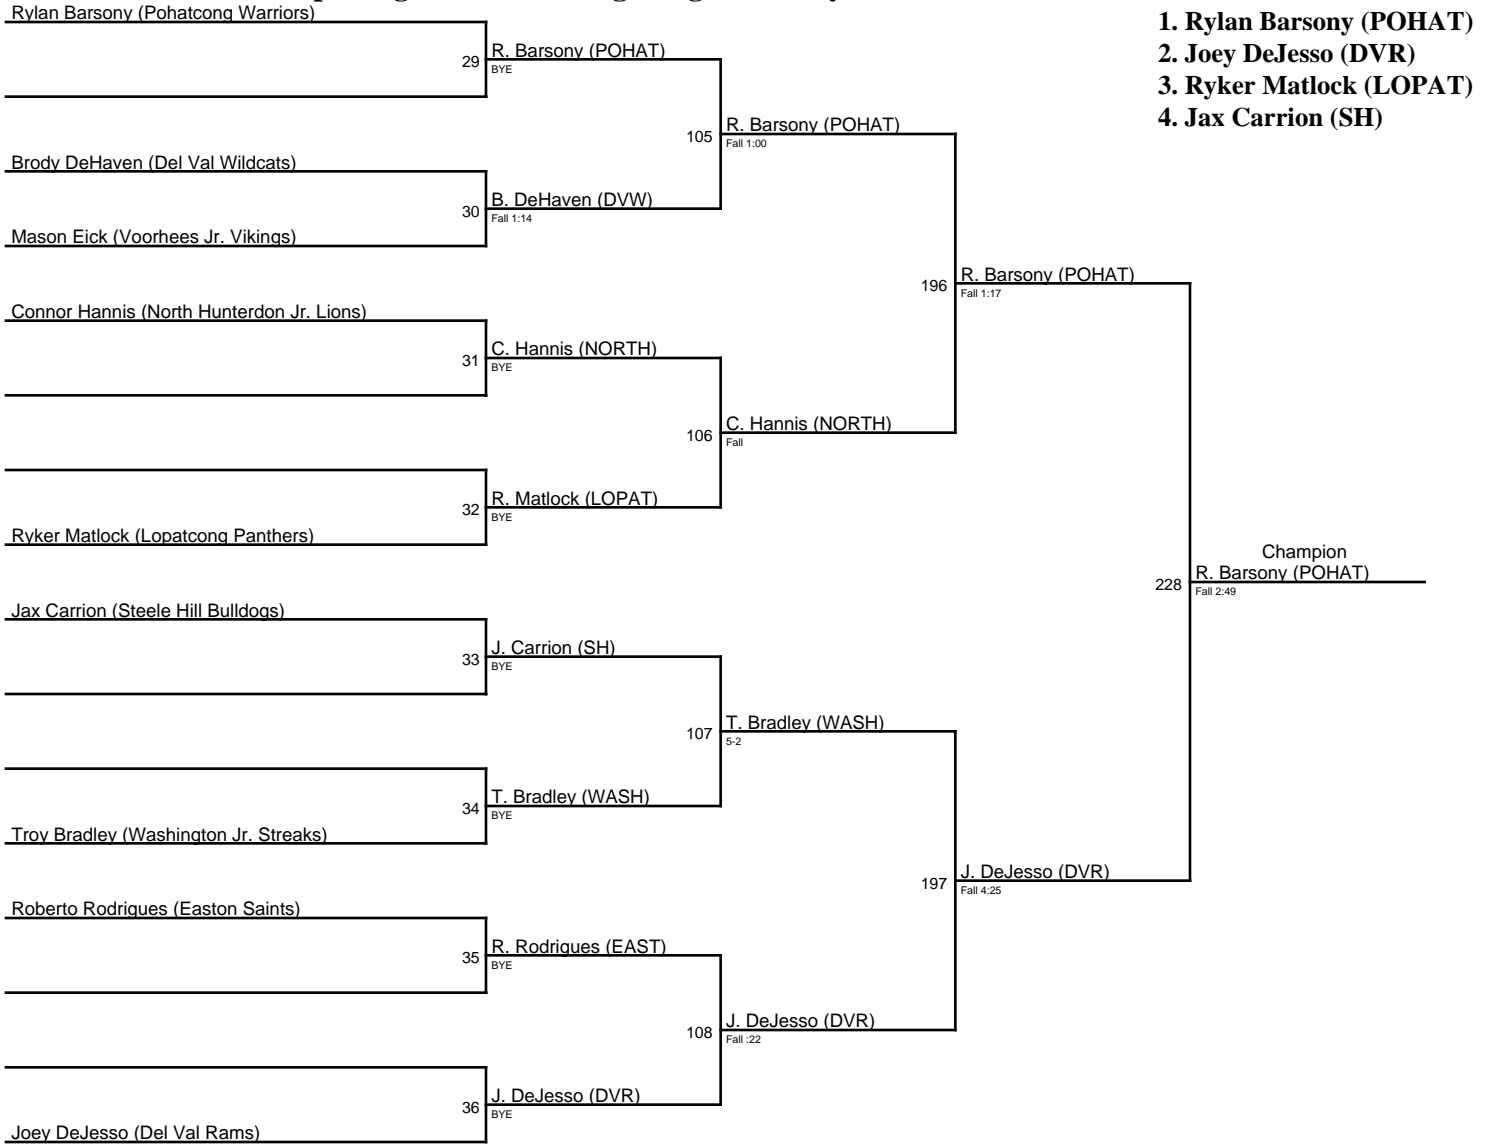 Rylan Barsony (Pohatcong Warriors)
1. Rylan Barsony (POHAT)
2. Joey DeJesso (DVR)
3. Ryker Matlock (LOPAT)
4. Jax Carrion (SH)
29
R. Barsony (POHAT)
BYE
105
R. Barsony (POHAT)
Fall 1:00
Brody DeHaven (Del Val Wildcats)
30
B. DeHaven (DVW)
Fall 1:14
Mason Eick (Voorhees Jr. Vikings)
196
R. Barsony (POHAT)
Fall 1:17
Connor Hannis (North Hunterdon Jr. Lions)
31
C. Hannis (NORTH)
BYE
106
C. Hannis (NORTH)
Fall
32
R. Matlock (LOPAT)
BYE
Ryker Matlock (Lopatcong Panthers)
Champion
228
R. Barsony (POHAT)
Fall 2:49
Jax Carrion (Steele Hill Bulldogs)
33
J. Carrion (SH)
BYE
107
T. Bradley (WASH)
5-2
34
T. Bradley (WASH)
BYE
Troy Bradley (Washington Jr. Streaks)
197
J. DeJesso (DVR)
Fall 4:25
Roberto Rodrigues (Easton Saints)
35
R. Rodrigues (EAST)
BYE
108
J. DeJesso (DVR)
Fall :22
36
J. DeJesso (DVR)
BYE
Joey DeJesso (Del Val Rams)